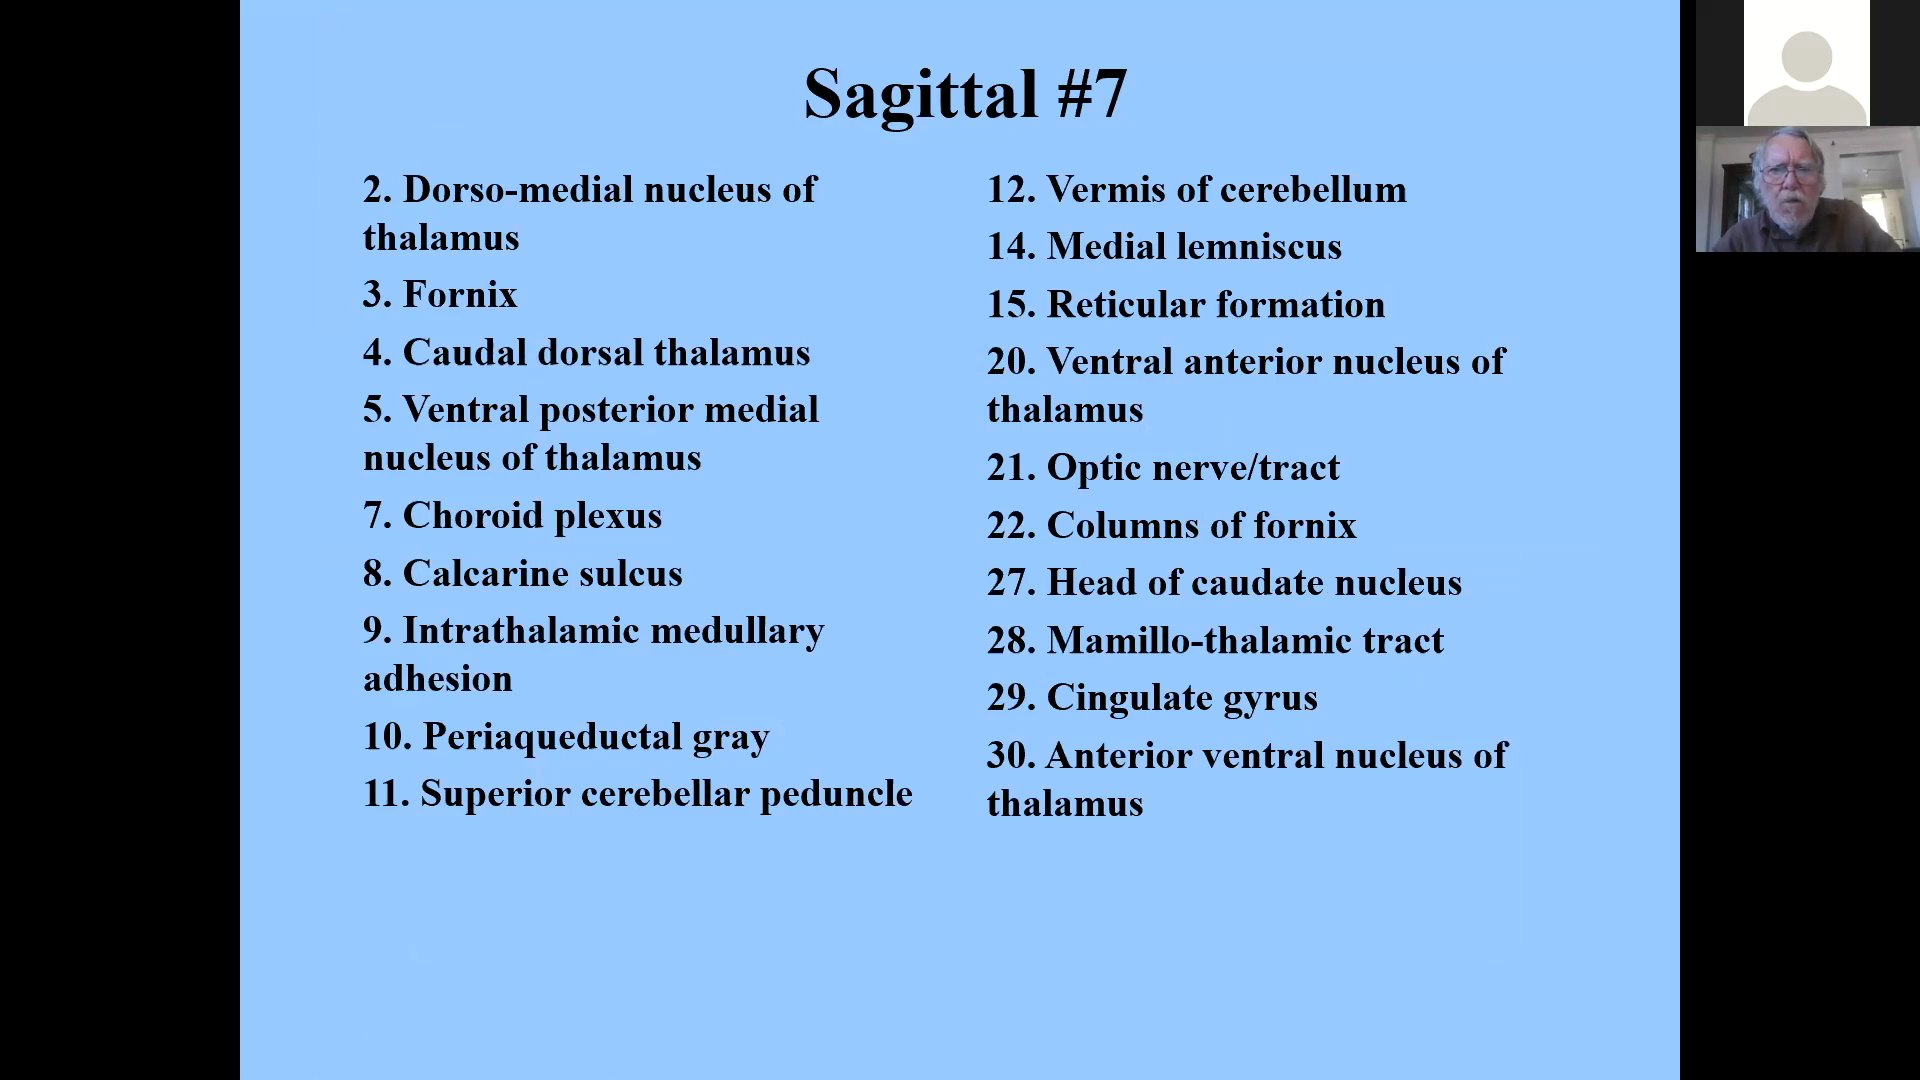 Sagittal #7
2. Dorso-medial nucleus of
thalamus
3. Fornix
4. Caudal dorsal thalamus
5. Ventral posterior medial
nucleus of thalamus
7. Choroid plexus
8. Calcarine sulcus
9. Intrathalamic medullary
adhesion
10. Periaqueductal gray
11. Superior cerebellar peduncle
12. Vermis of cerebellum
14. Medial lemniscus
15. Reticular formation
20. Ventral anterior nucleus of
thalamus
21. Optic nerve/tract
22. Columns of fornix
27. Head of caudate nucleus
28. Mamillo-thalamic tract
29. Cingulate gyrus
30. Anterior ventral nucleus of
thalamus